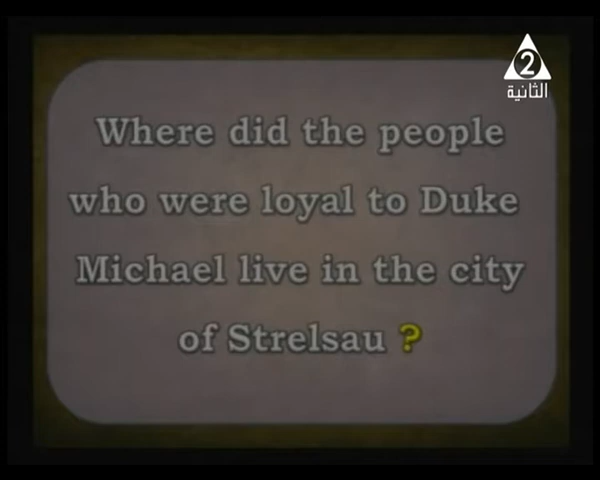 2
الثانية
Where did the people
who were loyal to Duke
Michael live in the city
of Strelsau ?